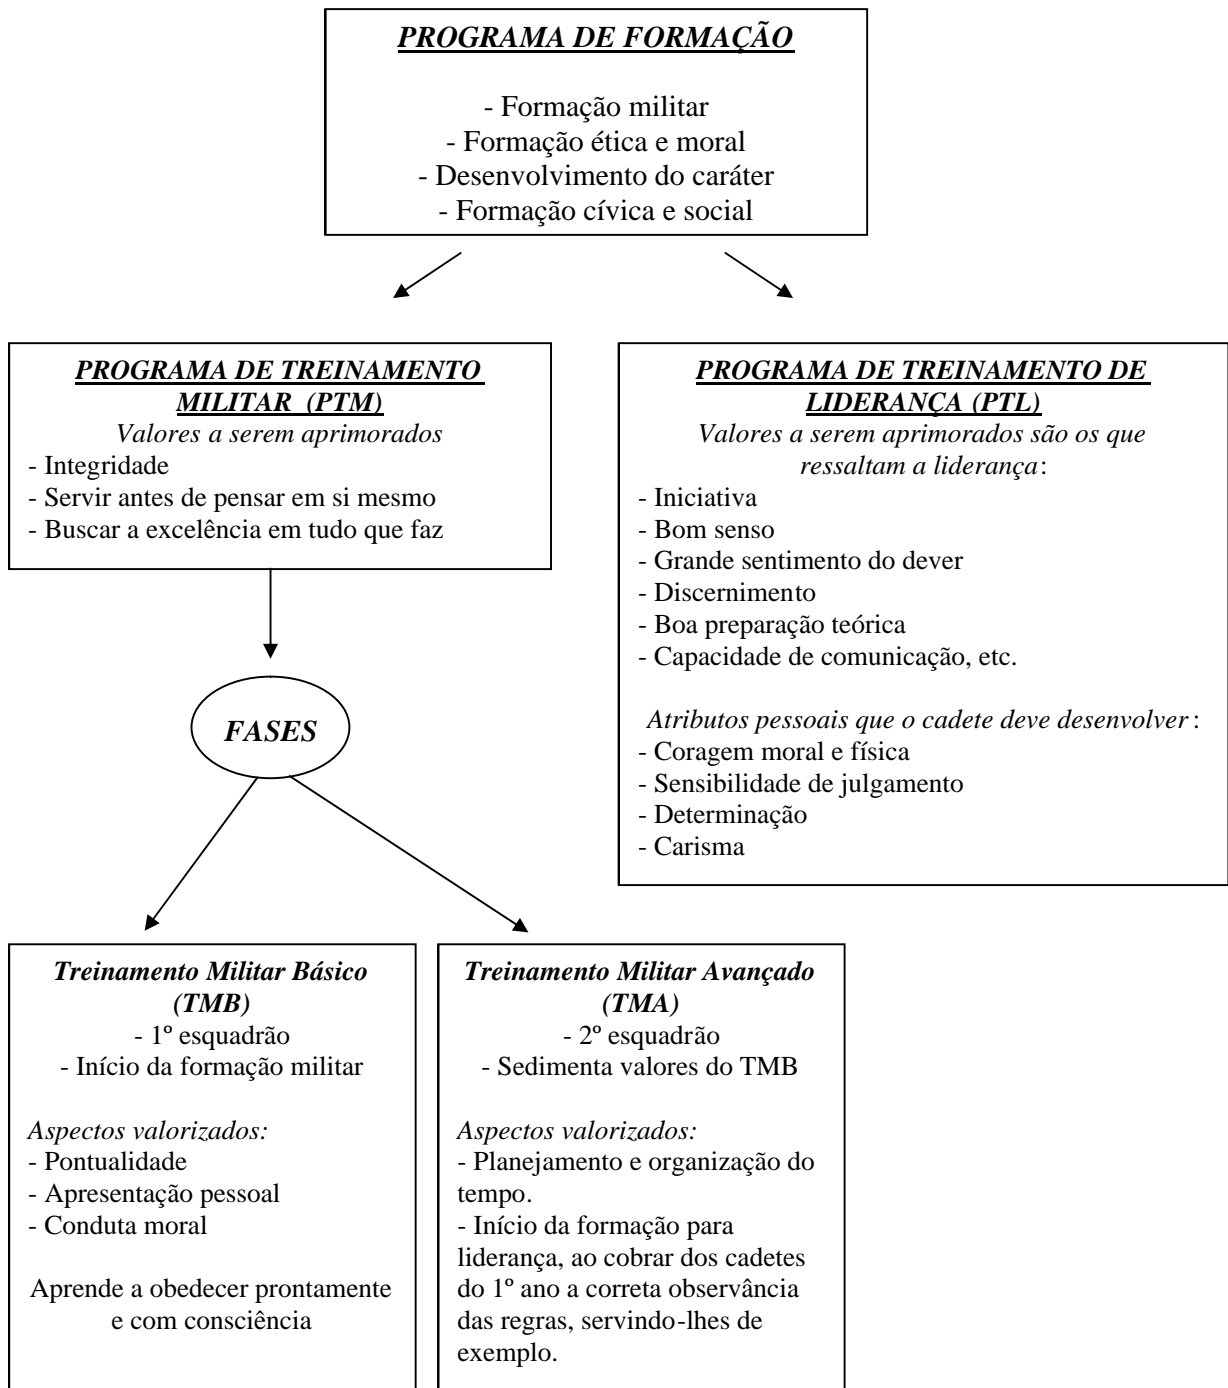 PROGRAMA DE FORMAÇÃO
- Formação militar
- Formação ética e moral
- Desenvolvimento do caráter
- Formação cívica e social
PROGRAMA DE TREINAMENTO
MILITAR (PTM)
Valores a serem aprimorados
- Integridade
- Servir antes de pensar em si mesmo
- Buscar a excelência em tudo que faz
PROGRAMA DE TREINAMENTO DE
LIDERANÇA (PTL)
Valores a serem aprimorados são os que
ressaltam a liderança:
- Iniciativa
- Bom senso
- Grande sentimento do dever
- Discernimento
- Boa preparação teórica
- Capacidade de comunicação, etc.
Atributos pessoais que o cadete deve desenvolver:
- Coragem moral e física
- Sensibilidade de julgamento
- Determinação
- Carisma
FASES
Treinamento Militar Básico
(TMB)
- 1º esquadrão
- Início da formação militar
Aspectos valorizados:
- Pontualidade
- Apresentação pessoal
- Conduta moral
Aprende a obedecer prontamente
e com consciência
Treinamento Militar Avançado
(TMA)
- 2º esquadrão
- Sedimenta valores do TMB
Aspectos valorizados:
- Planejamento e organização do
tempo.
- Início da formação para
liderança, ao cobrar dos cadetes
do 1º ano a correta observância
das regras, servindo-lhes de
exemplo.